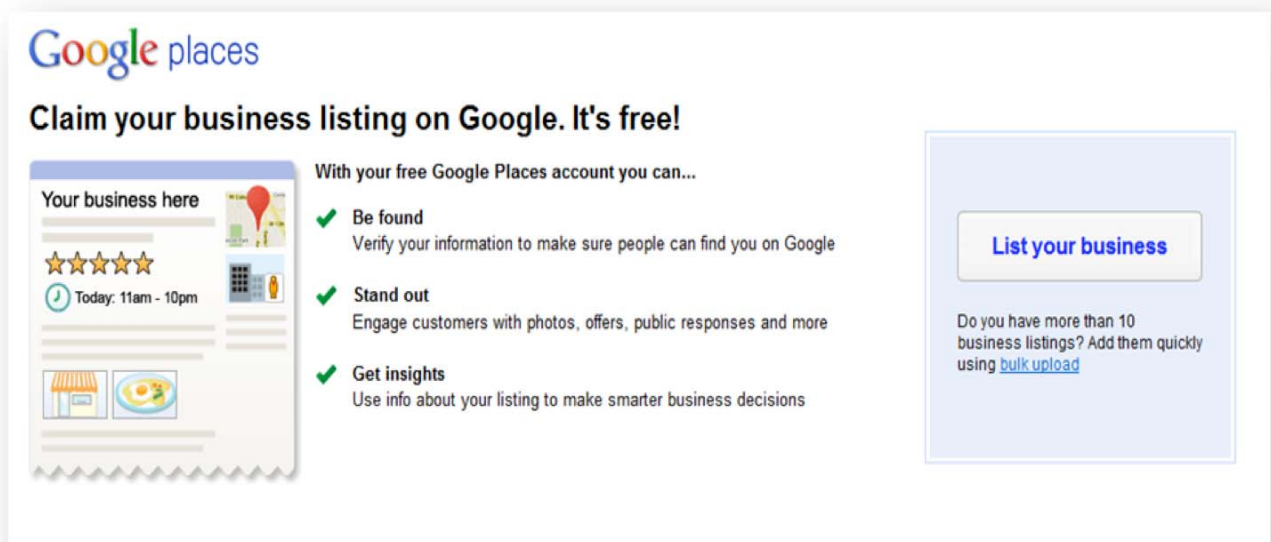 Google places
Claim your business listing on Google. It's free!
Your business here
Today: 11am - 10pm
With your free Google Places account you can...
Be found
Verify your information to make sure people can find you on Google
Stand out
Engage customers with photos, offers, public responses and more
Get insights
Use info about your listing to make smarter business decisions
List your business
Do you have more than 10
business listings? Add them quickly
using bulk upload